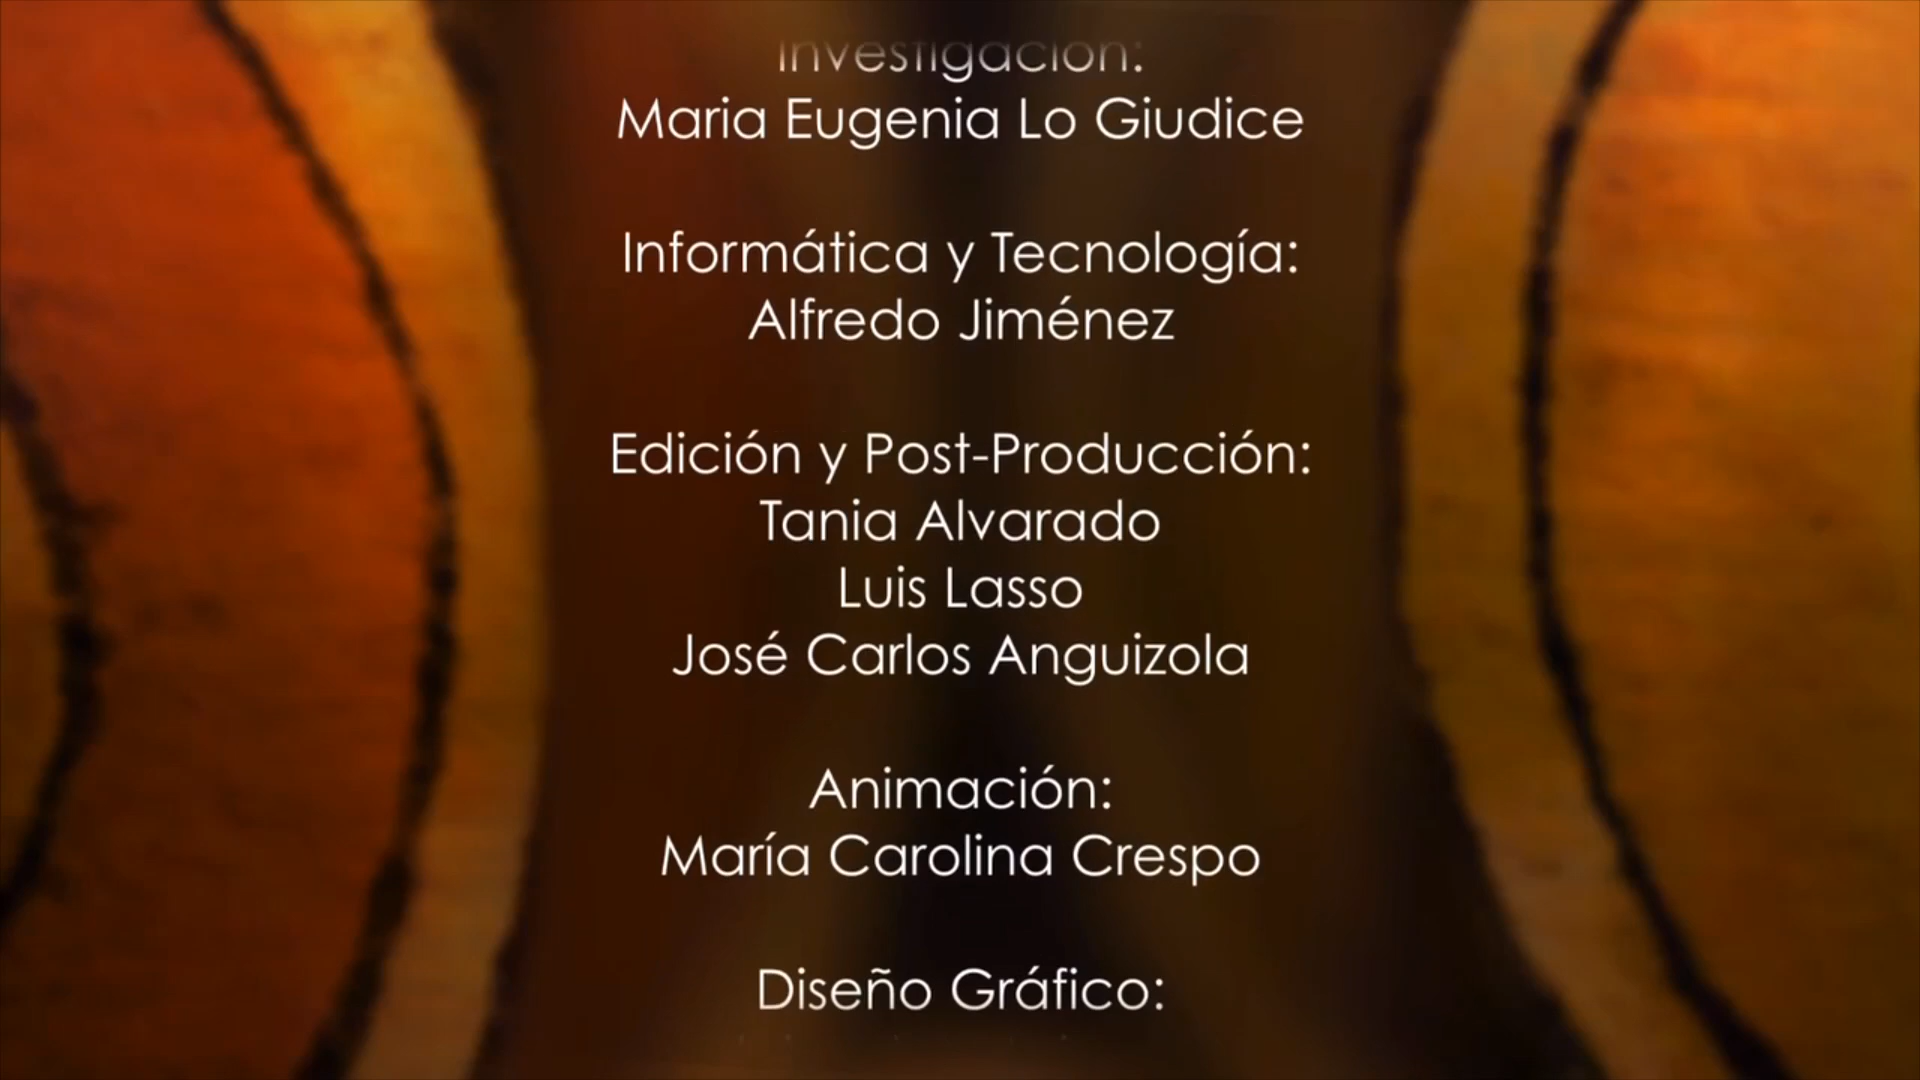 Investigación:
Maria Eugenia Lo Giudice
Informática y Tecnología:
Alfredo Jiménez
Edición y Post-Producción:
Tania Alvarado
Luis Lasso
José Carlos Anguizola
Animación:
María Carolina Crespo
Diseño Gráfico: